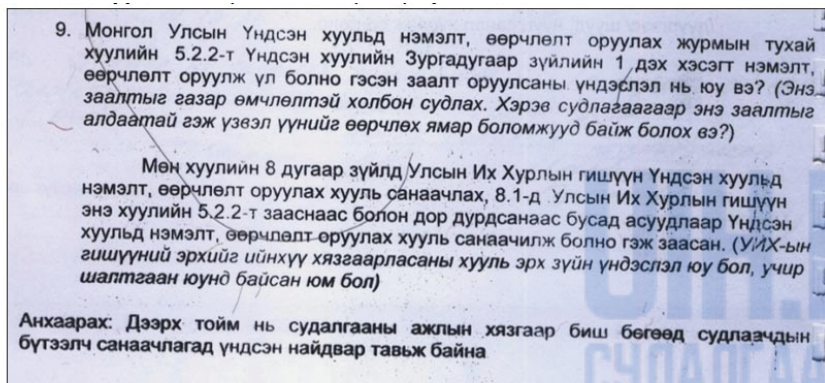 9. Монгол Улсын Үндсэн хуульд нэмэлт, өөрчлөлт оруулах журмын тухай
хуулийн 5.2.2-т Үндсэн хуулийн Зургадугаар зүйлийн 1 дэх хэсэгт нэмэлт,
өөрчлөлт оруулж үл болно гэсэн заалт оруулсаны үндэслэл нь юу вэ? (Энэ
заалтыг газар өмчлөлтэй холбон судлах. Хэрэв судлагаагаар энэ заалтыг
алдаатай гэж үзвэл үүнийг өөрчлөх ямар боломжууд байж болох вэ?)
Мөн хуулийн 8 дугаар зүйлд Улсын Их Хурлын гишүүн Үндсэн хуульд
нэмэлт, өөрчлөлт оруулах хууль санаачлах, 8.1-д Улсын Их Хурлын гишүүн
энэ хуулийн 5.2.2-т зааснаас болон дор дурдсанаас бусад асуудлаар Үндсэн
хуульд нэмэлт, өөрчлөлт оруулах хууль санаачилж болно гэж заасан. (УИХ-ын
гишүүний эрхийг ийнхүү хязгаарласаны хууль эрх зүйн үндэслэл юу бол, учир
шалтгаан юунд байсан юм бол)
Анхаарах: Дээрх тойм нь судалгааны ажлын хязгаар биш бөгөөд судлаачдын
бүтээлч санаачлагад үндсэн найдвар тавьж байна